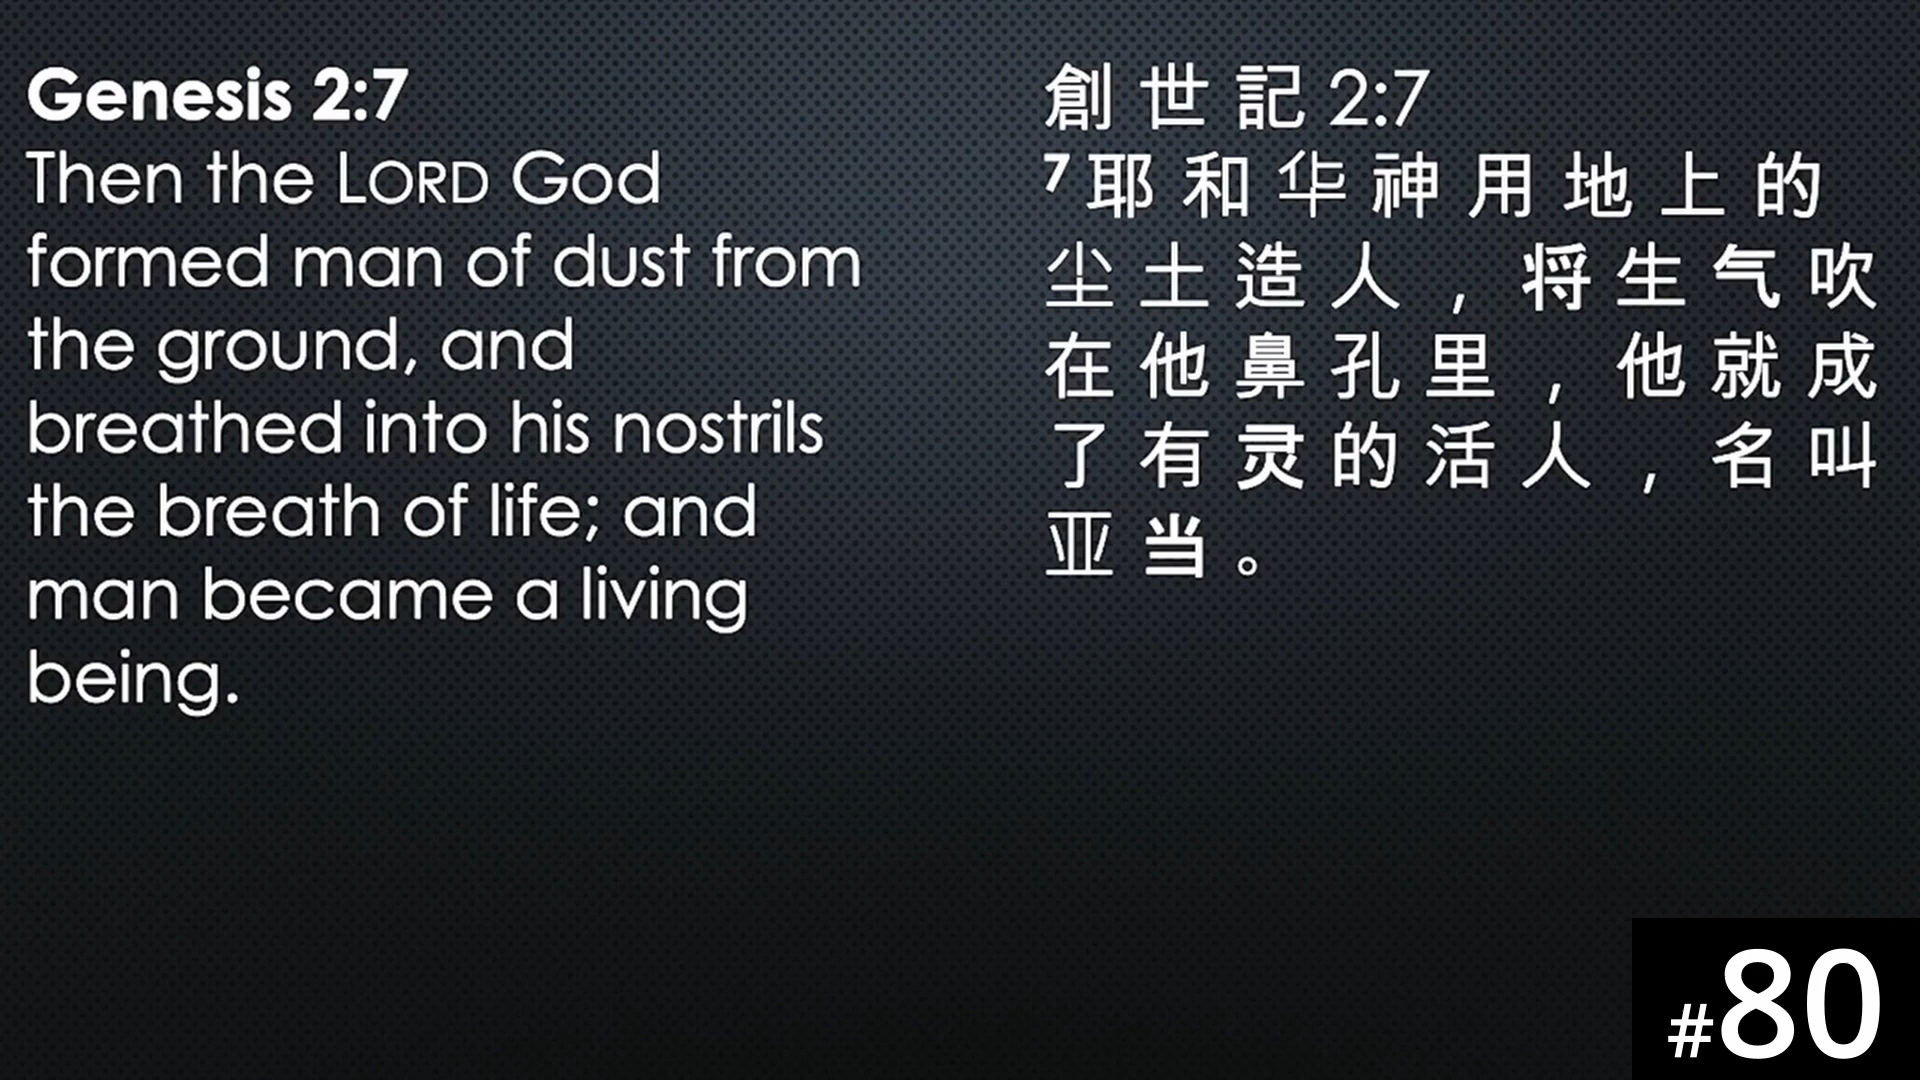 Genesis 2:7
Then the LORD God
formed man of dust from
the ground, and
breathed into his nostrils
the breath of life; and
man became a living
being.
創世記 2:7
7 耶和华神用地上的
尘土造人，将生气吹
在他鼻孔里，他就成
了有灵的活人，名叫
亚当。
#80